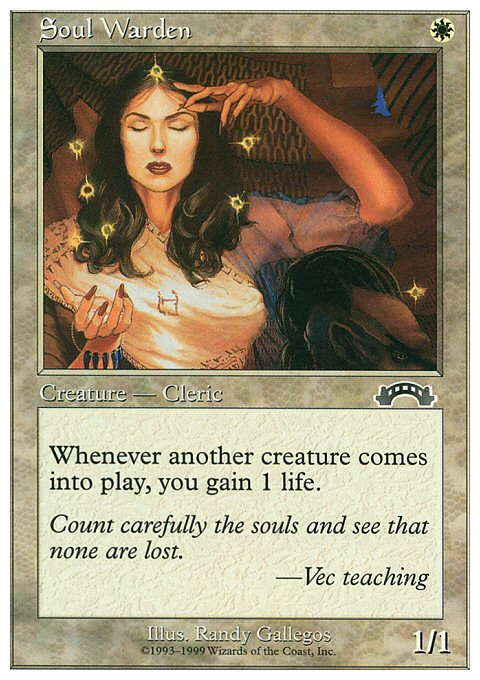 Soul Warden
Creature — Cleric
Whenever another creature comes
into play, you gain 1 life.
Count carefully the souls and see that
none are lost.
—Vec teaching
Illus. Randy Gallegos
©1993–1999 Wizards of the Coast, Inc.
1/1